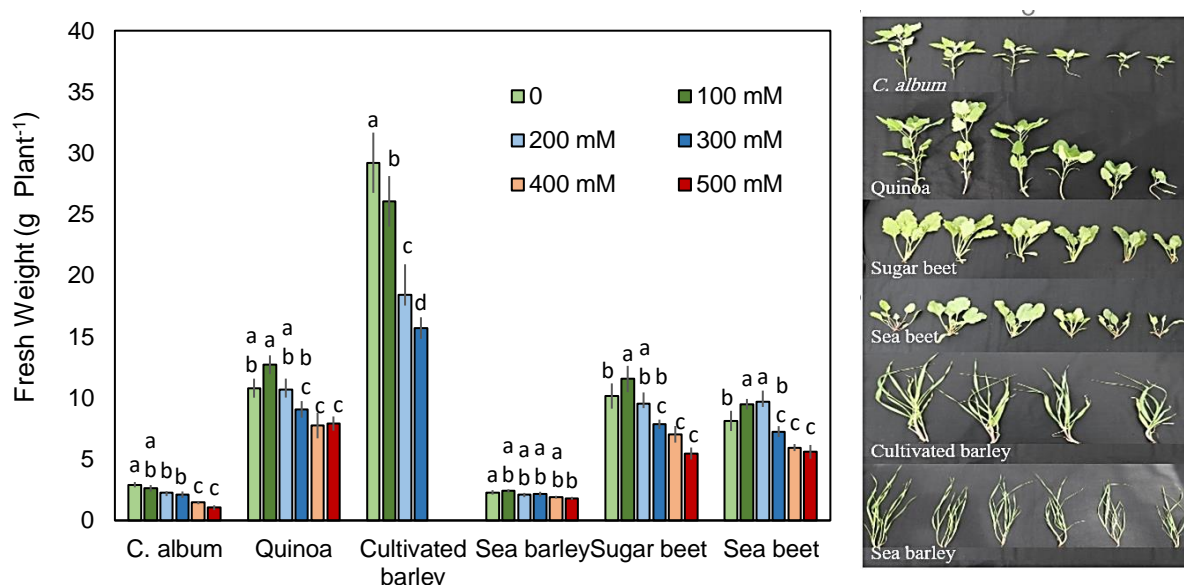 40
35
30
25
20
15
10
5
0
Fresh Weight (g Plant⁻¹)
0
100 mM
200 mM
300 mM
400 mM
500 mM
a
a b b b c c
a a a
b b b
c c c
a
b
c
d
a a a a
a b b b b b
a a
b b b
c c c
a a
b b
c c c
C. album
Quinoa
Cultivated
barley
Sea barley
Sugar beet
Sea beet
C. album
Quinoa
Sugar beet
Sea beet
Cultivated barley
Sea barley